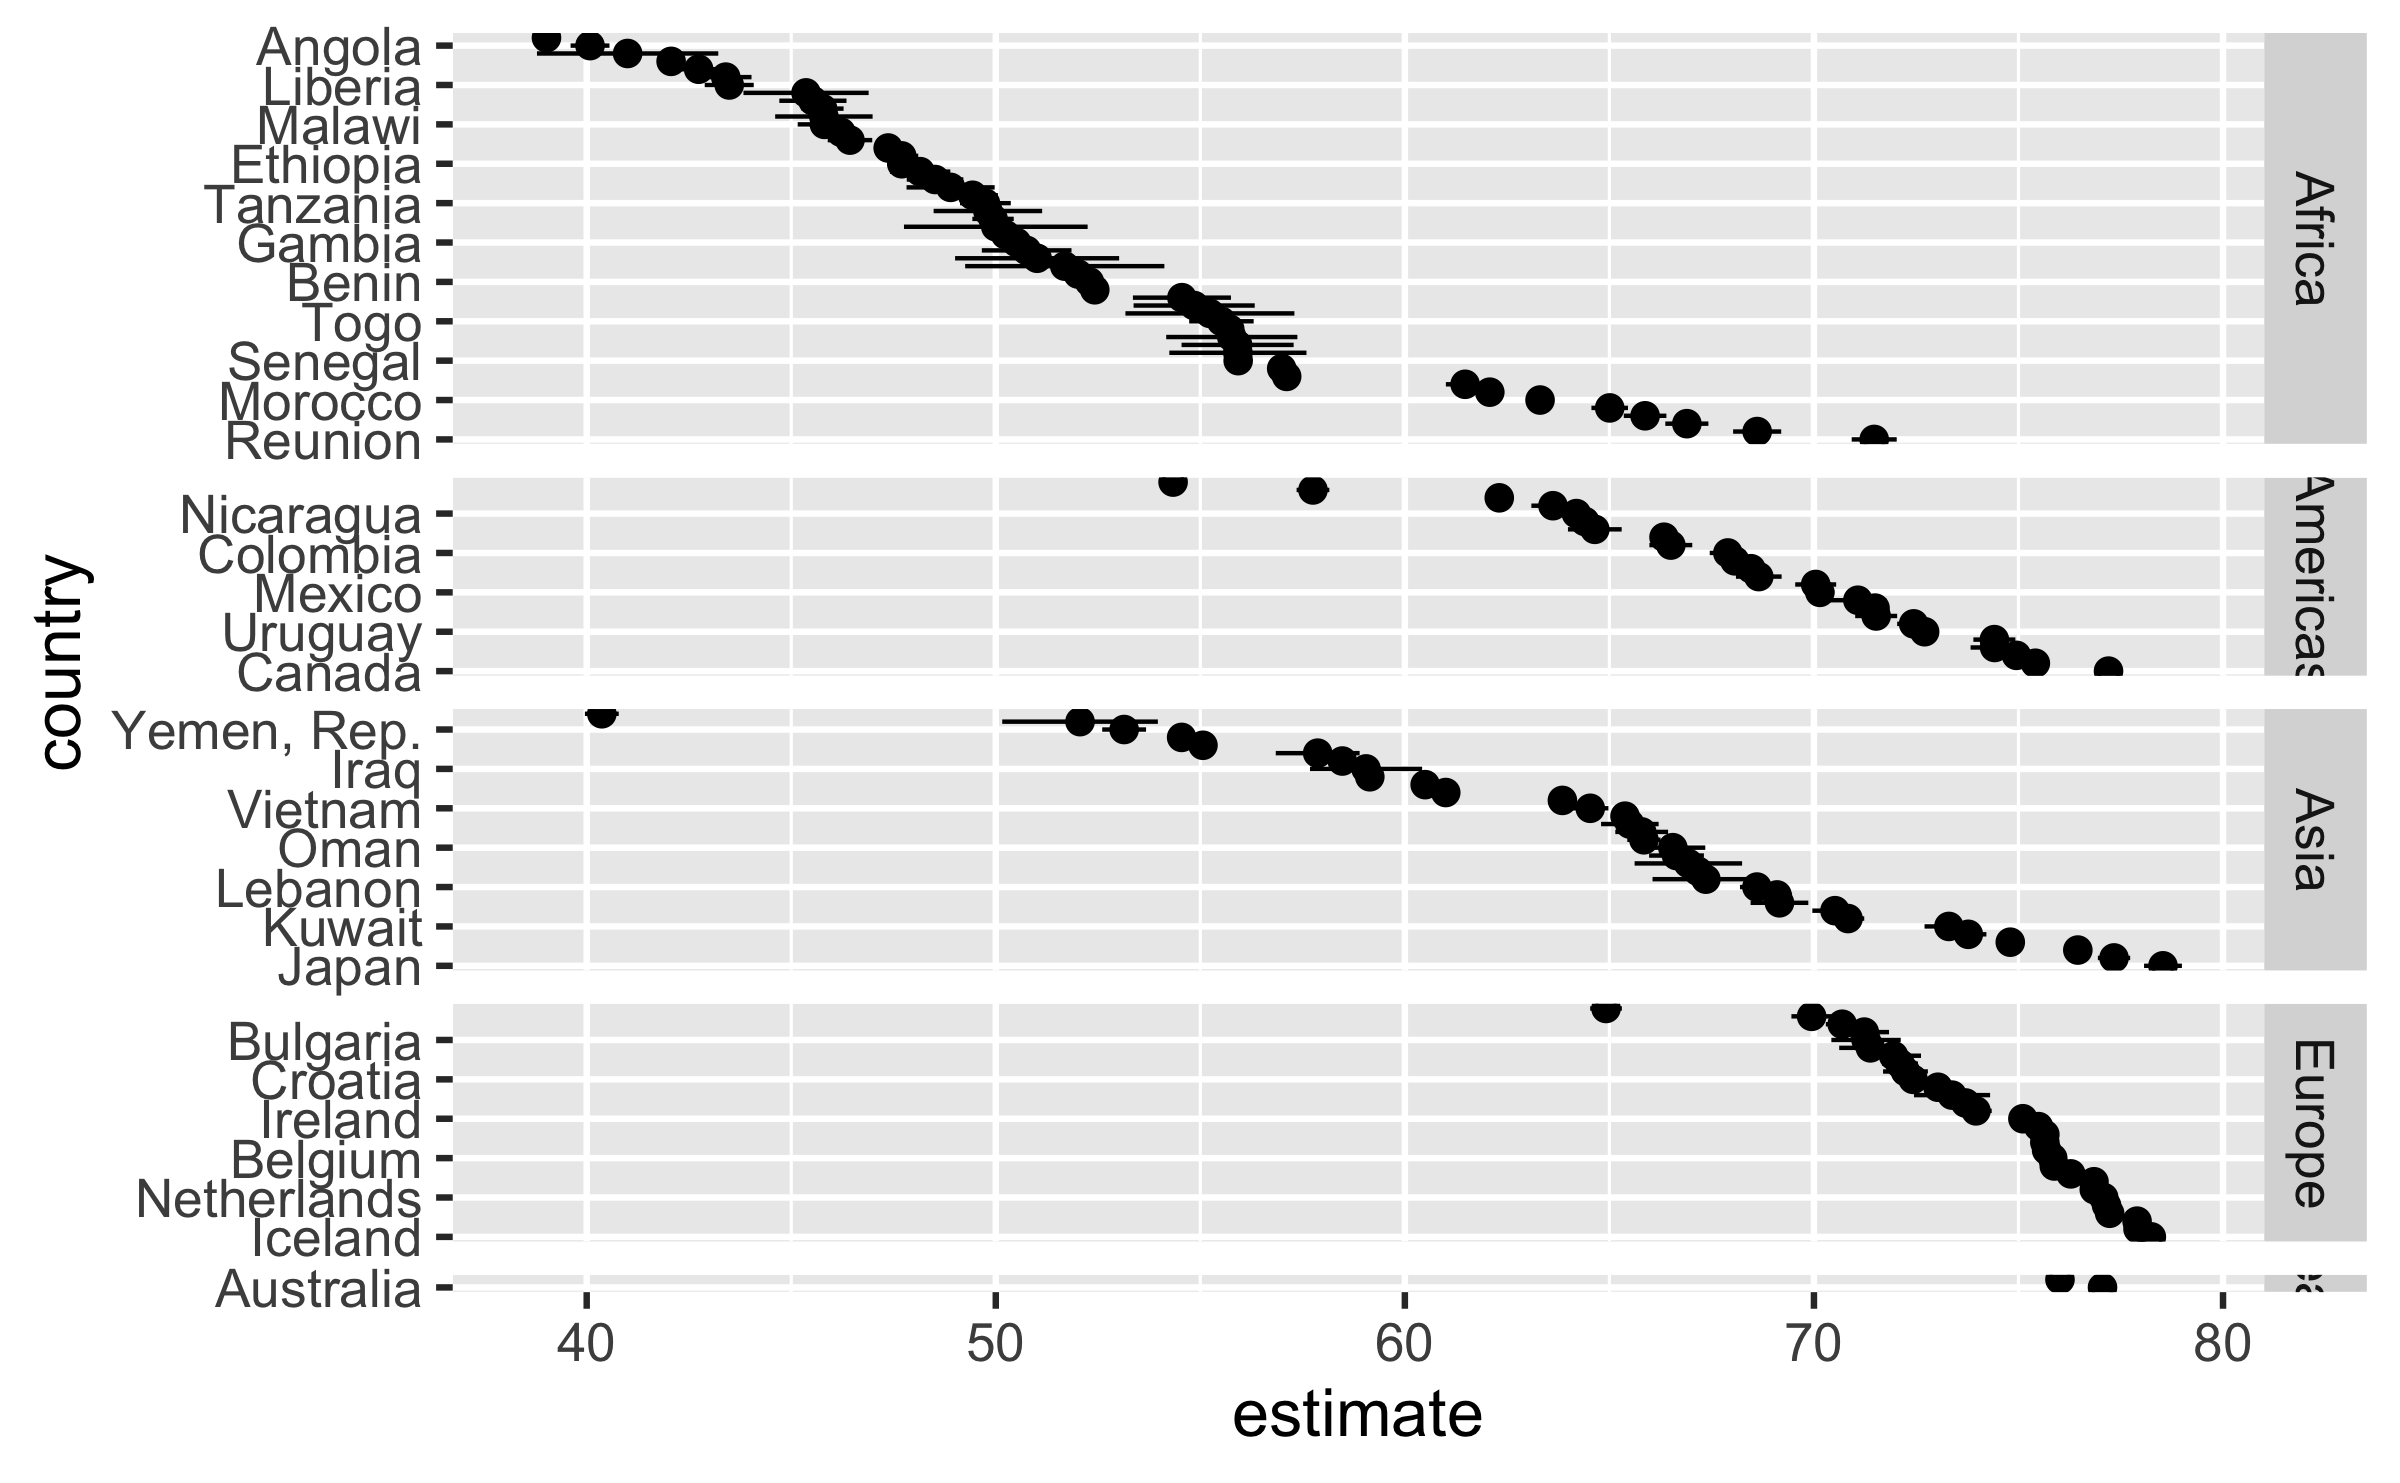 Angola
Liberia
Malawi
Ethiopia
Tanzania
Gambia
Benin
Togo
Senegal
Morocco
Reunion
Africa
Nicaragua
Colombia
Mexico
Uruguay
Canada
Americas
Yemen, Rep.
Iraq
Vietnam
Oman
Lebanon
Kuwait
Japan
Asia
Bulgaria
Croatia
Ireland
Belgium
Netherlands
Iceland
Europe
Australia
country
40 50 60 70 80
estimate